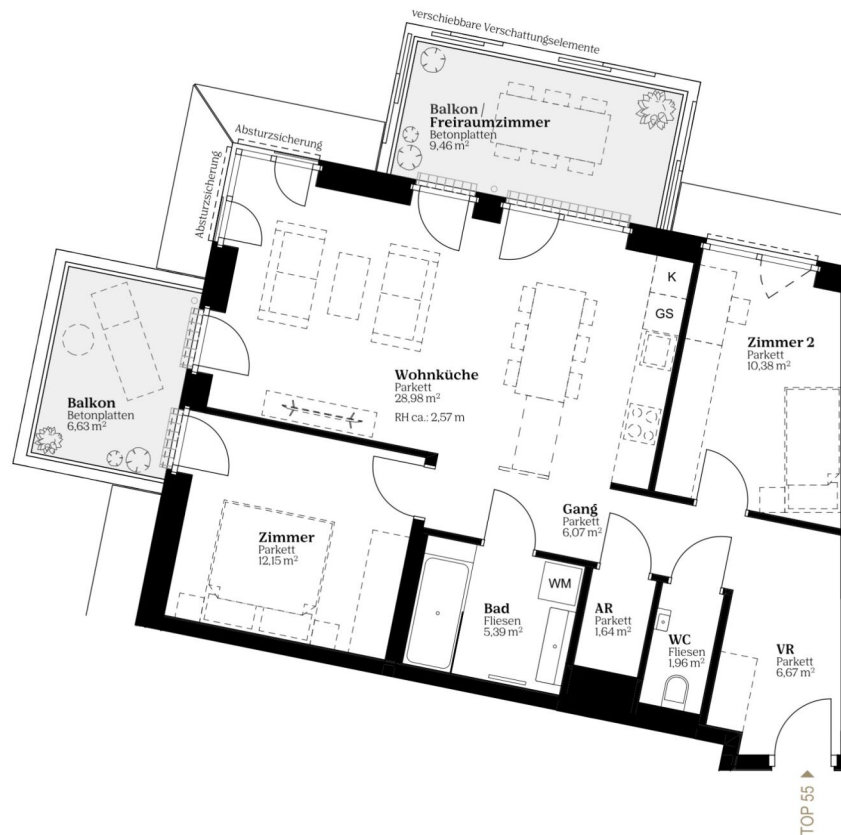 verschiebbare Verschattungselemente
Balkon /
Freiraumzimmer
Betonplatten
9,46 m²
Absturzsicherung
Absturzsicherung
K
GS
Zimmer 2
Parkett
10,38 m²
Wohnküche
Parkett
28,98 m²
RH ca.: 2,57 m
Balkon
Betonplatten
6,63 m²
Gang
Parkett
6,07 m²
Zimmer
Parkett
12,15 m²
WM
Bad
Fliesen
5,39 m²
AR
Parkett
1,64 m²
WC
Fliesen
1,96 m²
VR
Parkett
6,67 m²
TOP 55